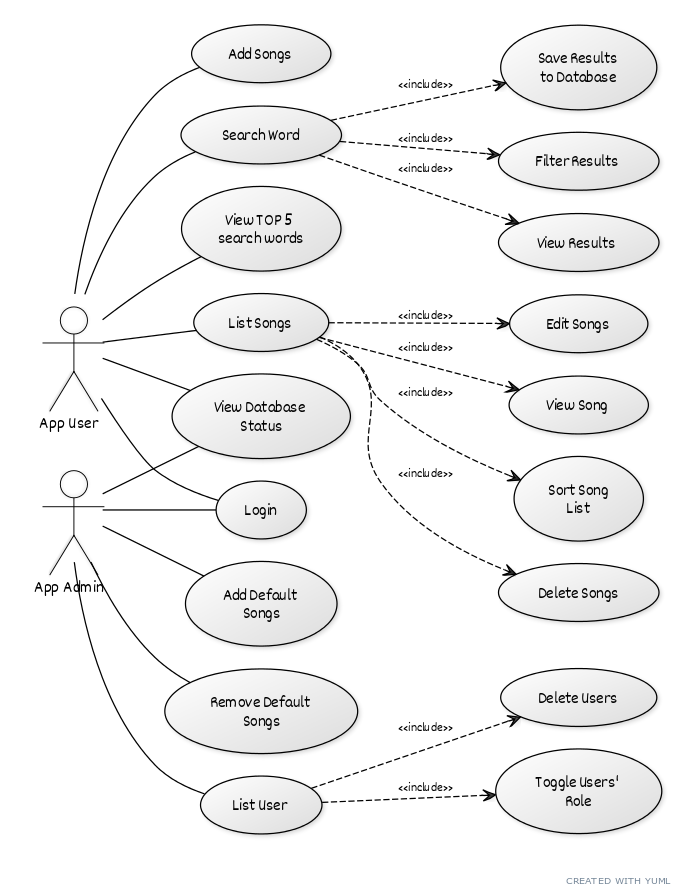 Add Songs
Save Results
to Database
<<include>>
Search Word
<<include>>
Filter Results
<<include>>
View TOP 5
search words
View Results
List Songs
<<include>>
Edit Songs
<<include>>
View Song
<<include>>
App User
View Database
Status
<<include>>
Sort Song
List
Login
App Admin
Add Default
Songs
Delete Songs
Remove Default
Songs
<<include>>
Delete Users
List User
<<include>>
Toggle Users'
Role
CREATED WITH YUML